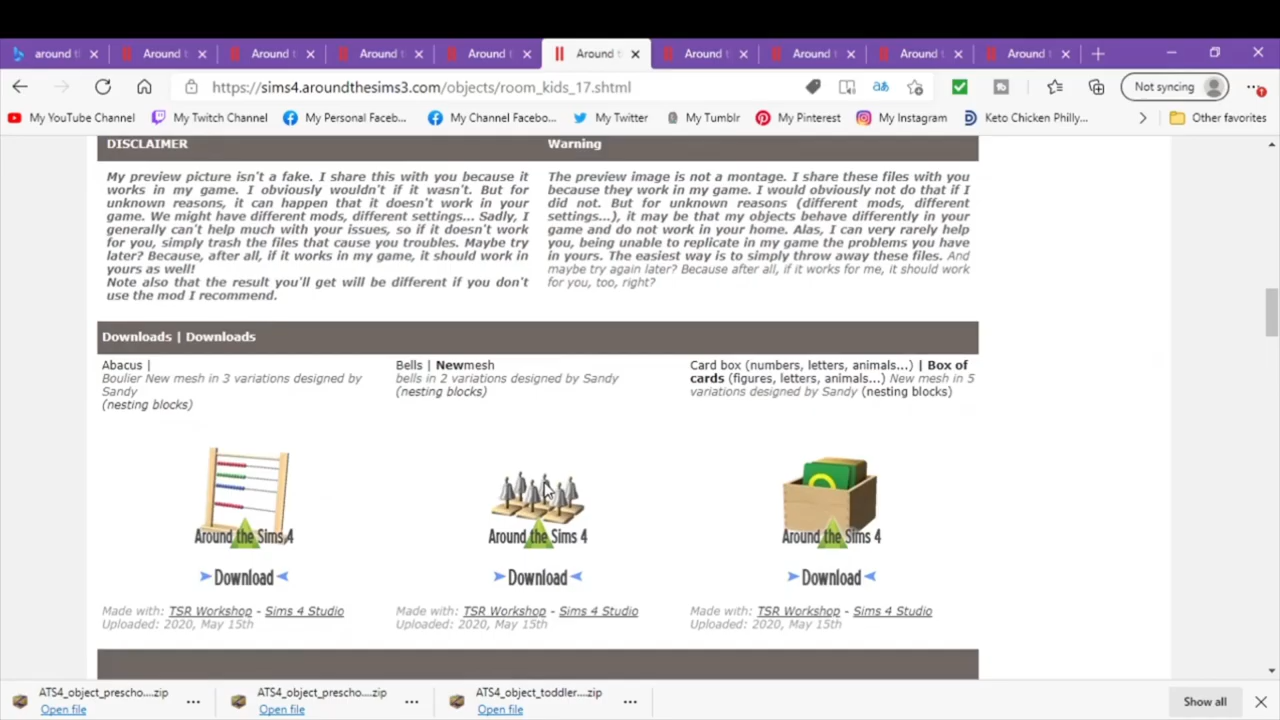 around t
Around t
Around t
Around t
Around t
Around t
Around t
Around t
Around t
Around t
https://sims4.aroundthesims3.com/objects/room_kids_17.shtml
Not syncing
My YouTube Channel
My Twitch Channel
My Personal Faceb...
My Channel Facebo...
My Twitter
My Tumblr
My Pinterest
My Instagram
Keto Chicken Philly...
Other favorites
DISCLAIMER
My preview picture isn't a fake. I share this with you because it
works in my game. I obviously wouldn't if it wasn't. But for
unknown reasons, it can happen that it doesn't work in your
game. We might have different mods, different settings... Sadly, I
generally can't help much with your issues, so if it doesn't work
for you, simply trash the files that cause you troubles. Maybe try
later? Because, after all, if it works in my game, it should work in
yours as well!
Note also that the result you'll get will be different if you don't
use the mod I recommend.
Warning
The preview image is not a montage. I share these files with you
because they work in my game. I would obviously not do that if I
did not. But for unknown reasons (different mods, different
settings...), it may be that my objects behave differently in your
game and do not work in your home. Alas, I can very rarely help
you, being unable to replicate in my game the problems you have
in yours. The easiest way is to simply throw away these files. And
maybe try again later? Because after all, if it works for me, it should work
for you, too, right?
Downloads | Downloads
Abacus |
Boulier New mesh in 3 variations designed by
Sandy
(nesting blocks)
Around the Sims 4
Download
Made with: TSR Workshop - Sims 4 Studio
Uploaded: 2020, May 15th
Bells | Newmesh
bells in 2 variations designed by Sandy
(nesting blocks)
Around the Sims 4
Download
Made with: TSR Workshop - Sims 4 Studio
Uploaded: 2020, May 15th
Card box (numbers, letters, animals...) | Box of
cards (figures, letters, animals...) New mesh in 5
variations designed by Sandy (nesting blocks)
Around the Sims 4
Download
Made with: TSR Workshop - Sims 4 Studio
Uploaded: 2020, May 15th
ATS4_object_prescho....zip
Open file
ATS4_object_prescho....zip
Open file
ATS4_object_toddler....zip
Open file
Show all